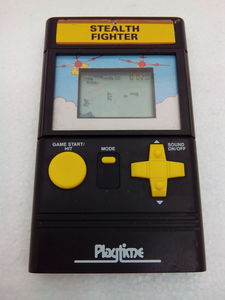 STEALTH
FIGHTER
GAME START/
HIT
MODE
SOUND
ON/OFF
Playtime